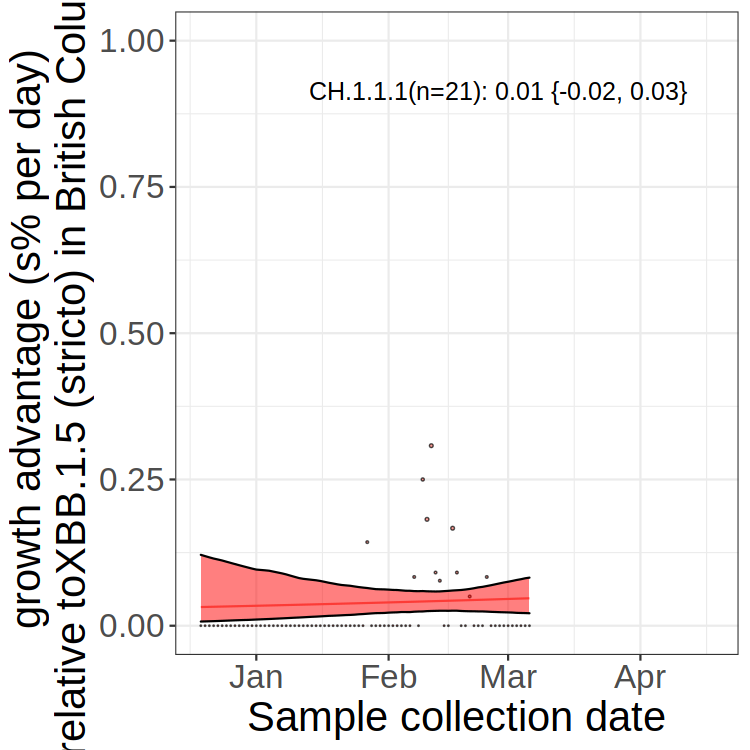 growth advantage (s% per day)
relative toXBB.1.5 (stricto) in British Colu
1.00
0.75
0.50
0.25
0.00
CH.1.1.1(n=21): 0.01 {-0.02, 0.03}
Jan Feb Mar Apr
Sample collection date